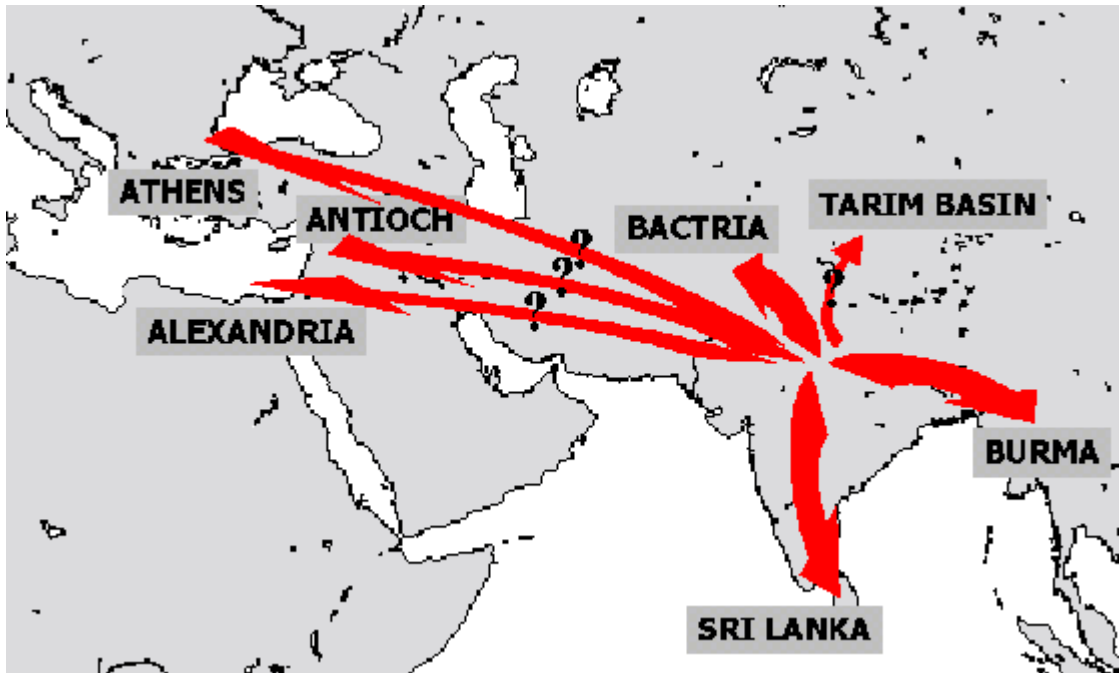 ATHENS
ANTIOCH
BACTRIA
TARIM BASIN
?
?
?
?
ALEXANDRIA
BURMA
SRI LANKA